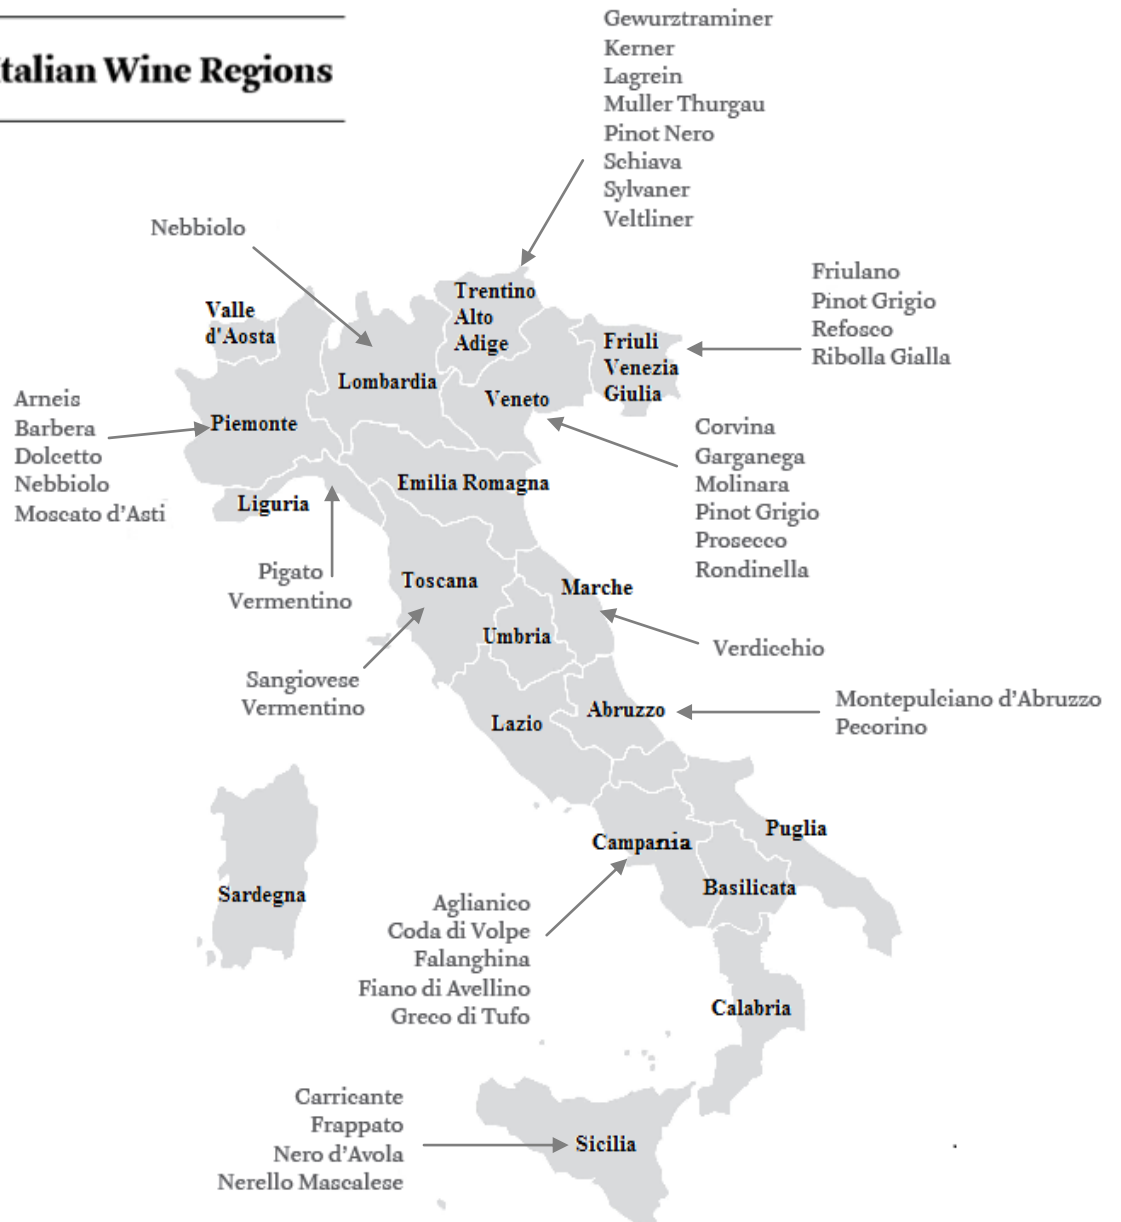 talian Wine Regions
Gewurztraminer
Kerner
Lagrein
Muller Thurgau
Pinot Nero
Schiava
Sylvaner
Veltliner
Nebbiolo
Friulano
Pinot Grigio
Refosco
Ribolla Gialla
Valle
d'Aosta
Trentino
Alto
Adige
Friuli
Venezia
Giulia
Lombardia
Veneto
Arneis
Barbera
Dolcetto
Nebbiolo
Moscato d'Asti
Piemonte
Corvina
Garganega
Molinara
Pinot Grigio
Prosecco
Rondinella
Emilia Romagna
Liguria
Pigato
Vermentino
Toscana
Marche
Umbria
Verdicchio
Sangiovese
Vermentino
Abruzzo
Montepulciano d'Abruzzo
Pecorino
Lazio
Puglia
Campania
Basilicata
Sardegna
Aglianico
Coda di Volpe
Falanghina
Fiano di Avellino
Greco di Tufo
Calabria
Carricante
Frappato
Nero d'Avola
Nerello Mascalese
Sicilia